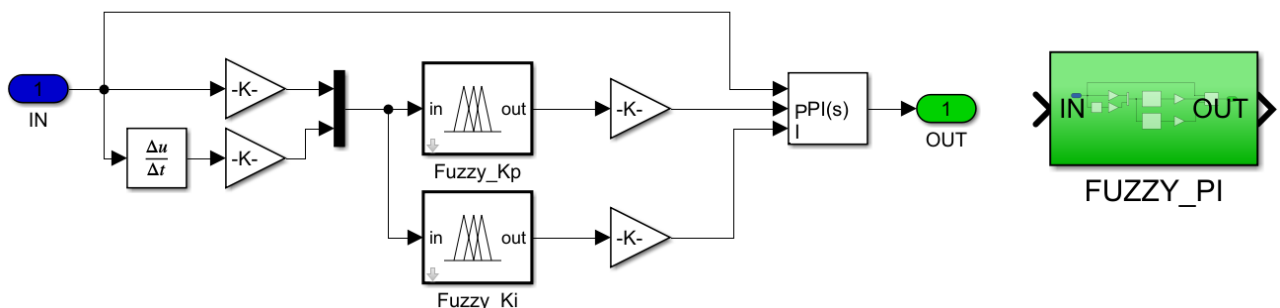 1
IN
-K-
Δu
Δt
-K-
in
out
Fuzzy_Kp
in
out
Fuzzy_Ki
-K-
-K-
PI(s)
P
I
1
OUT
IN
OUT
FUZZY_PI